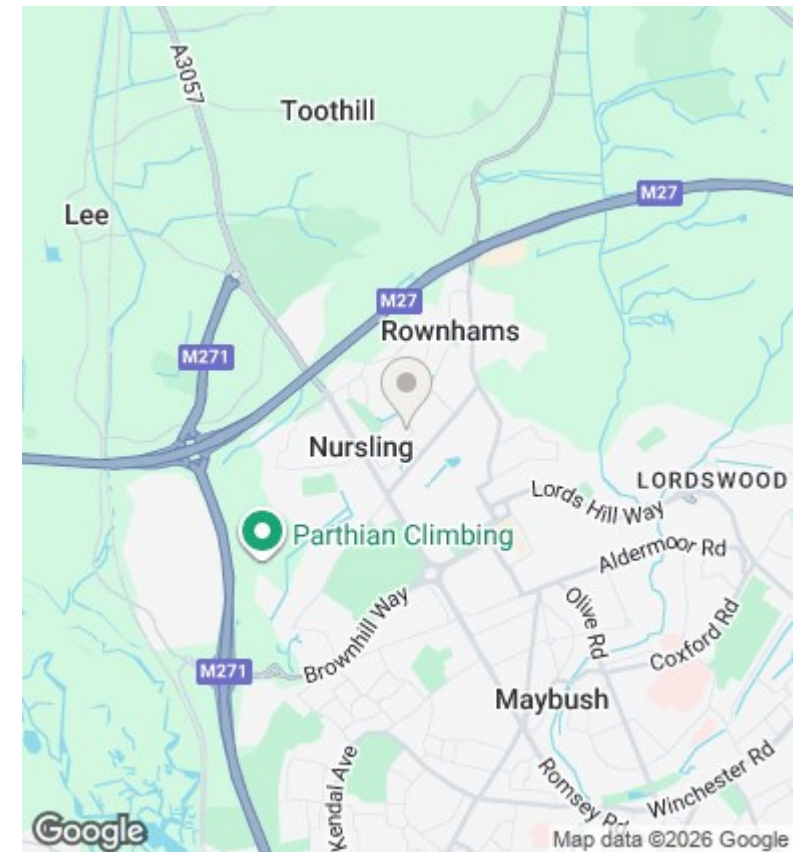 A3057
Toothill
M27
Lee
M27
Rownhams
M271
Nursling
LORDSWOOD
Lords Hill Way
Parthian Climbing
Aldermoor Rd
Olive Rd
Brownhill Way
Coxford Rd
M271
Maybush
Kendal Ave
Romsey Rd
Winchester Rd
Google
Map data ©2026 Google